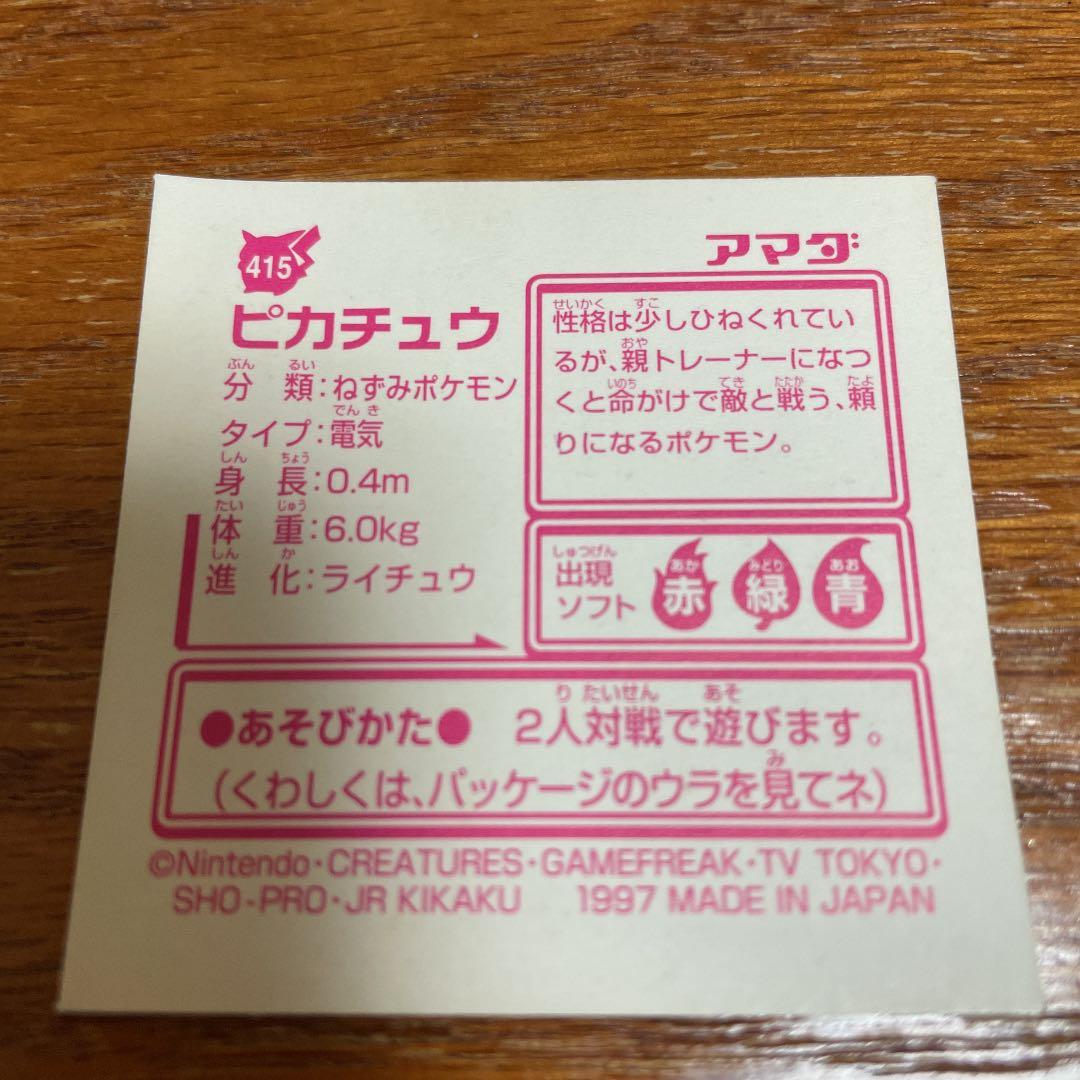 415
ピカチュウ
分類:ねずみポケモン
タイプ:電気
身長:0.4m
体重:6.0kg
進化:ライチュウ
アマダ
性格は少しひねくれてい
るが、親トレーナーになつ
くと命がけで敵と戦う、頼
りになるポケモン。
出現
ソフト
赤 緑 青
●あそびかた● 2人対戦で遊びます。
(くわしくは、パッケージのウラを見てネ)
©Nintendo・CREATURES・GAMEFREAK・TV TOKYO・
SHO-PRO・JR KIKAKU 1997 MADE IN JAPAN